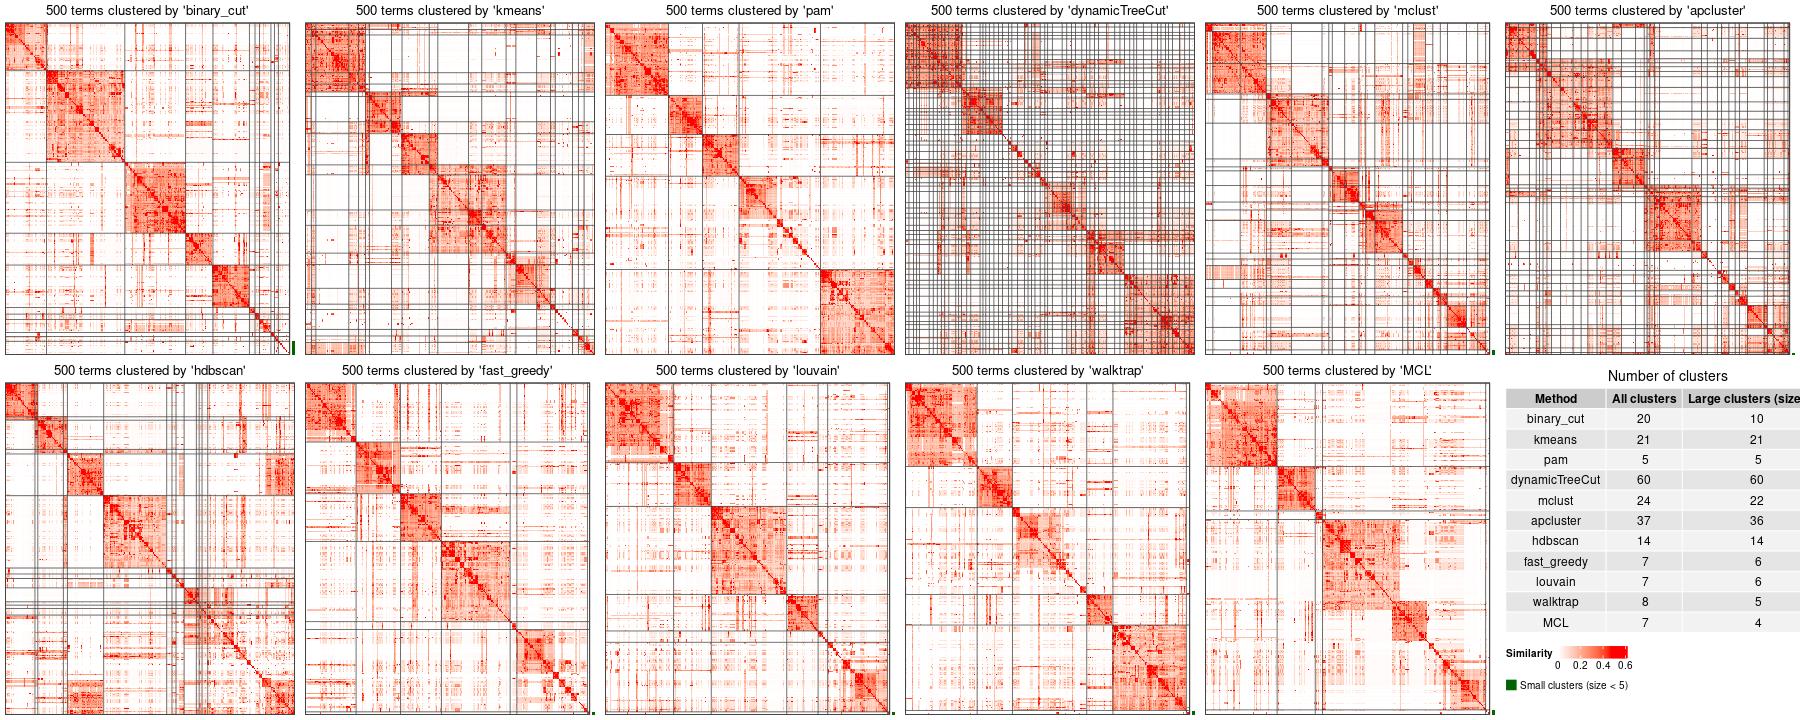 500 terms clustered by 'binary_cut'
500 terms clustered by 'kmeans'
500 terms clustered by 'pam'
500 terms clustered by 'dynamicTreeCut'
500 terms clustered by 'mclust'
500 terms clustered by 'apcluster'
500 terms clustered by 'hdbscan'
500 terms clustered by 'fast_greedy'
500 terms clustered by 'louvain'
500 terms clustered by 'walktrap'
500 terms clustered by 'MCL'
Number of clusters
Method All clusters Large clusters (size
binary_cut 20 10
kmeans 21 21
pam 5 5
dynamicTreeCut 60 60
mclust 24 22
apcluster 37 36
hdbscan 14 14
fast_greedy 7 6
louvain 7 6
walktrap 8 5
MCL 7 4
Similarity
0 0.2 0.4 0.6
Small clusters (size < 5)